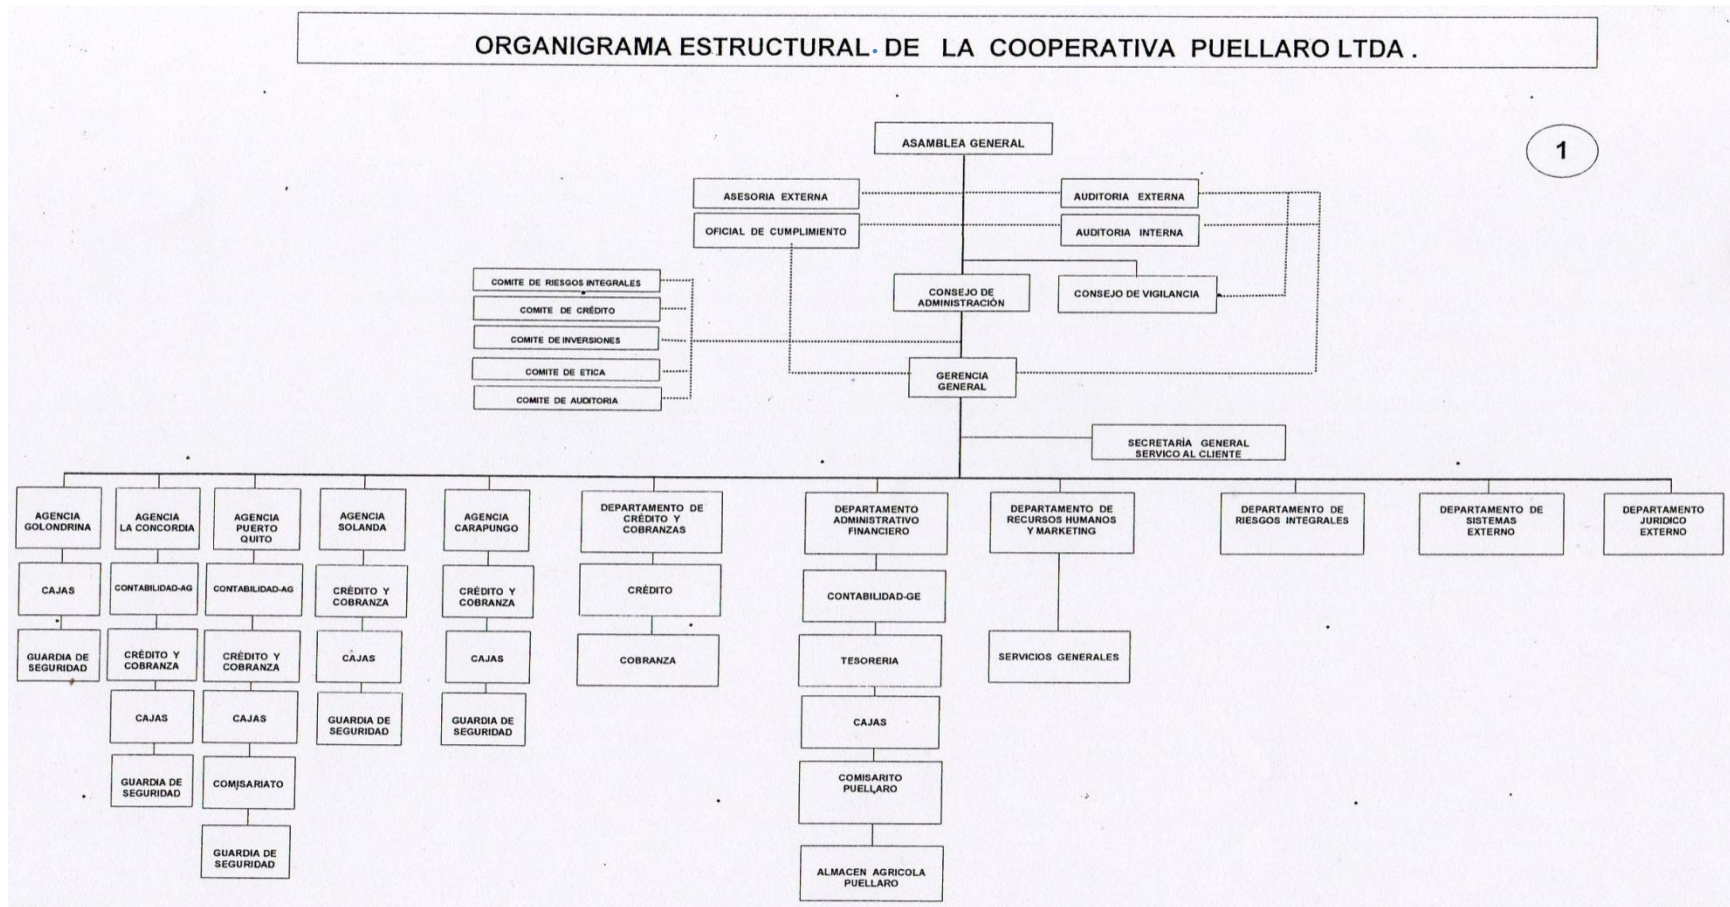 ORGANIGRAMA ESTRUCTURAL DE LA COOPERATIVA PUELLARO LTDA .
1
ASAMBLEA GENERAL
ASESORIA EXTERNA
AUDITORIA EXTERNA
OFICIAL DE CUMPLIMIENTO
AUDITORIA INTERNA
COMITE DE RIESGOS INTEGRALES
COMITE DE CRÉDITO
COMITE DE INVERSIONES
COMITE DE ETICA
COMITE DE AUDITORIA
CONSEJO DE
ADMINISTRACIÓN
CONSEJO DE VIGILANCIA
GERENCIA
GENERAL
SECRETARÍA GENERAL
SERVICO AL CLIENTE
AGENCIA
GOLONDRINA
CAJAS
GUARDIA DE
SEGURIDAD
AGENCIA
LA CONCORDIA
CONTABILIDAD-AG
CRÉDITO Y
COBRANZA
CAJAS
GUARDIA DE
SEGURIDAD
AGENCIA
PUERTO
QUITO
CONTABILIDAD-AG
CRÉDITO Y
COBRANZA
CAJAS
COMISARIATO
GUARDIA DE
SEGURIDAD
AGENCIA
SOLANDA
CRÉDITO Y
COBRANZA
CAJAS
GUARDIA DE
SEGURIDAD
AGENCIA
CARAPUNGO
CRÉDITO Y
COBRANZA
CAJAS
GUARDIA DE
SEGURIDAD
DEPARTAMENTO DE
CRÉDITO Y
COBRANZAS
CRÉDITO
COBRANZA
DEPARTAMENTO
ADMINISTRATIVO
FINANCIERO
CONTABILIDAD-GE
TESORERIA
CAJAS
COMISARITO
PUELLARO
ALMACEN AGRICOLA
PUELLARO
DEPARTAMENTO DE
RECURSOS HUMANOS
Y MARKETING
SERVICIOS GENERALES
DEPARTAMENTO DE
RIESGOS INTEGRALES
DEPARTAMENTO DE
SISTEMAS
EXTERNO
DEPARTAMENTO
JURIDICO
EXTERNO